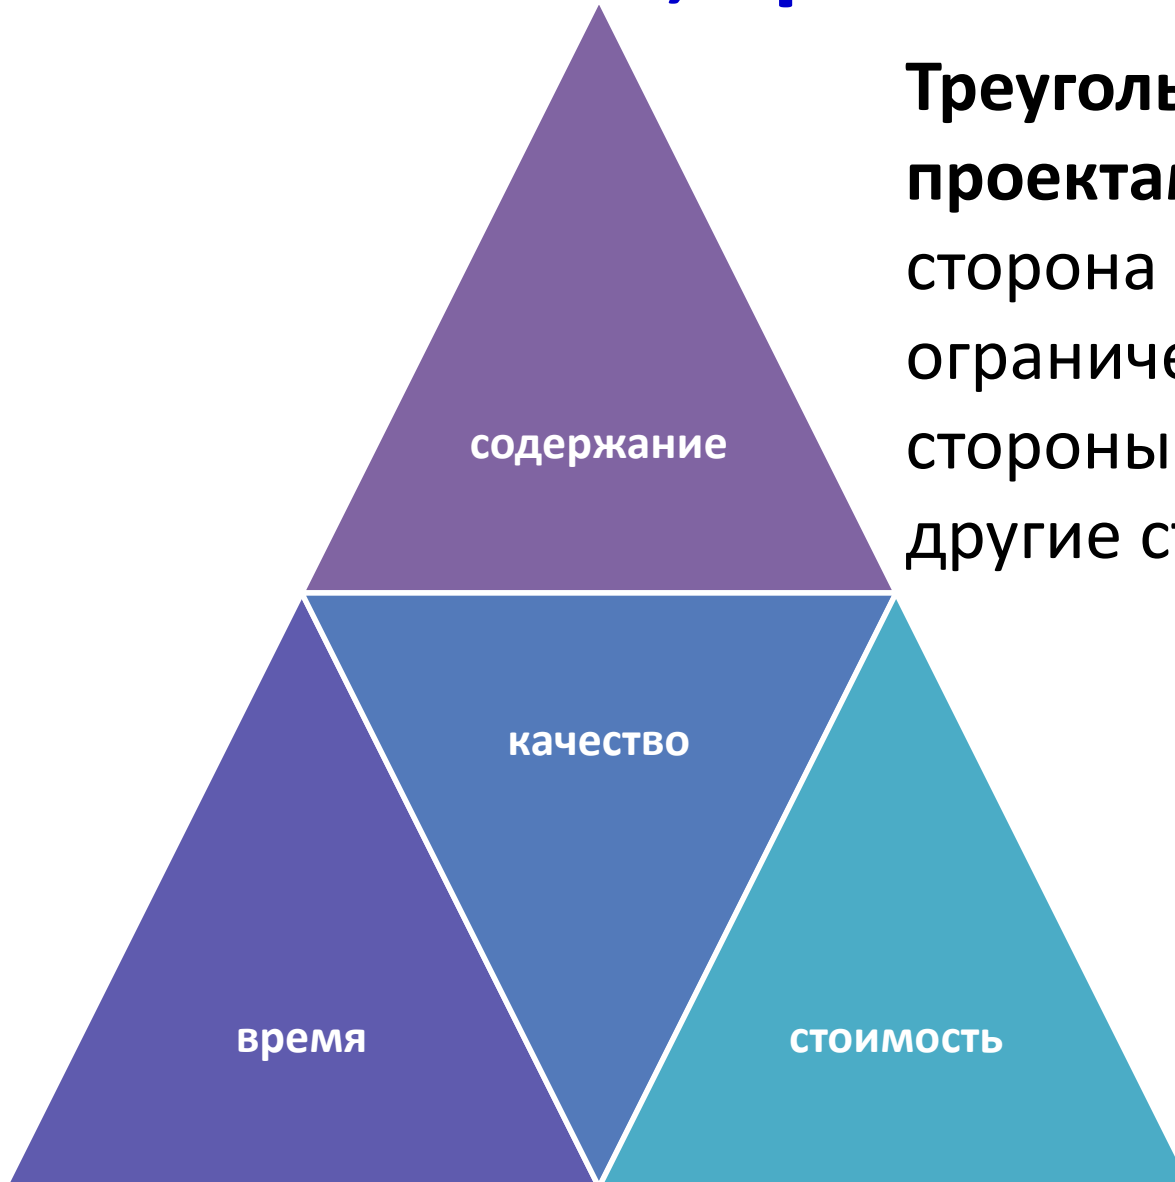 сторона
стороны
другие
содержание
качество
время
стоимость